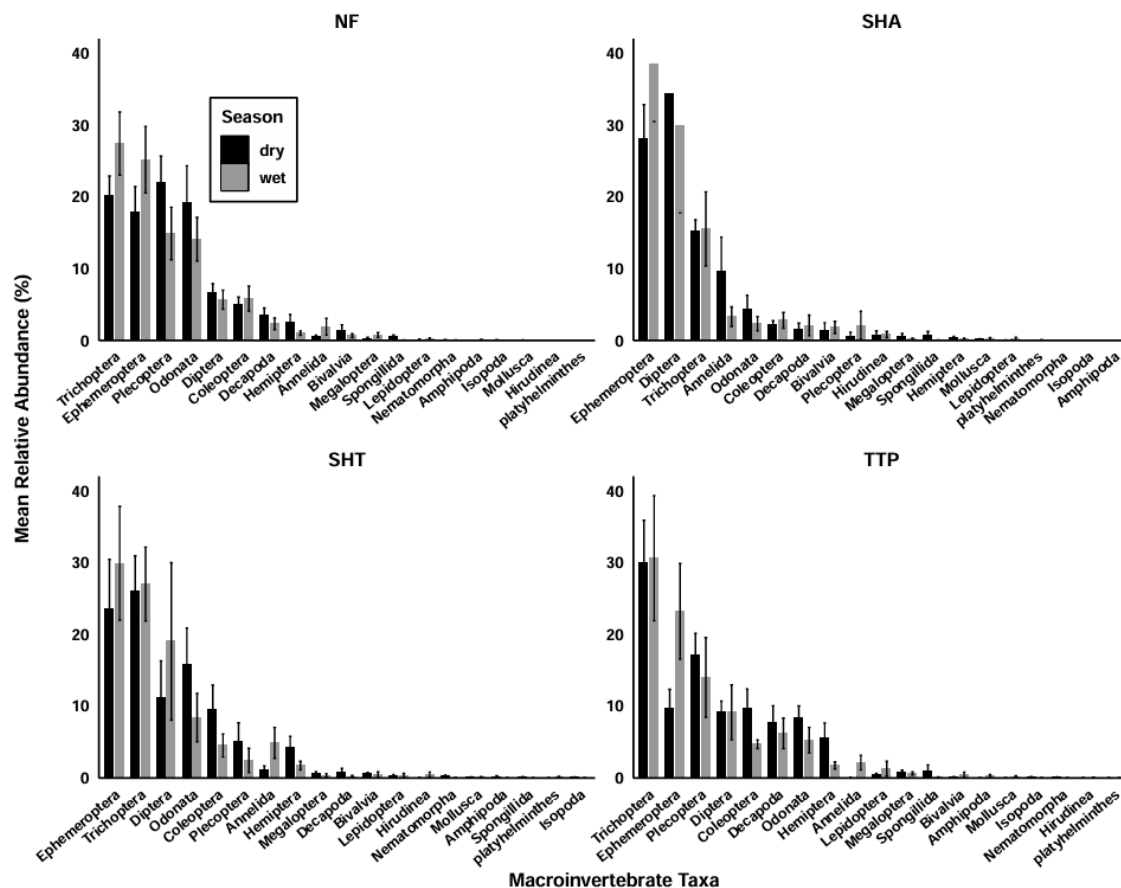 NF
SHA
40
30
20
10
0
Season
dry
wet
Trichoptera
Ephemeroptera
Plecoptera
Odonata
Diptera
Coleoptera
Decapoda
Hemiptera
Annelida
Bivalvia
Megaloptera
Spongillida
Lepidoptera
Nematomorpha
Amphipoda
Isopoda
Mollusca
Hirudinea
platyhelminthes
40
30
20
10
0
Ephemeroptera
Diptera
Trichoptera
Annelida
Odonata
Coleoptera
Decapoda
Bivalvia
Plecoptera
Hirudinea
Megaloptera
Spongillida
Hemiptera
Mollusca
Lepidoptera
platyhelminthes
Nematomorpha
Isopoda
Amphipoda
Mean Relative Abundance (%)
SHT
TTP
40
30
20
10
0
Ephemeroptera
Trichoptera
Diptera
Odonata
Coleoptera
Plecoptera
Annelida
Hemiptera
Megaloptera
Decapoda
Bivalvia
Lepidoptera
Hirudinea
Nematomorpha
Mollusca
Amphipoda
Spongillida
platyhelminthes
Isopoda
40
30
20
10
0
Trichoptera
Ephemeroptera
Plecoptera
Diptera
Coleoptera
Decapoda
Odonata
Hemiptera
Annelida
Lepidoptera
Megaloptera
Spongillida
Bivalvia
Amphipoda
Mollusca
Isopoda
Nematomorpha
Hirudinea
platyhelminthes
Macroinvertebrate Taxa